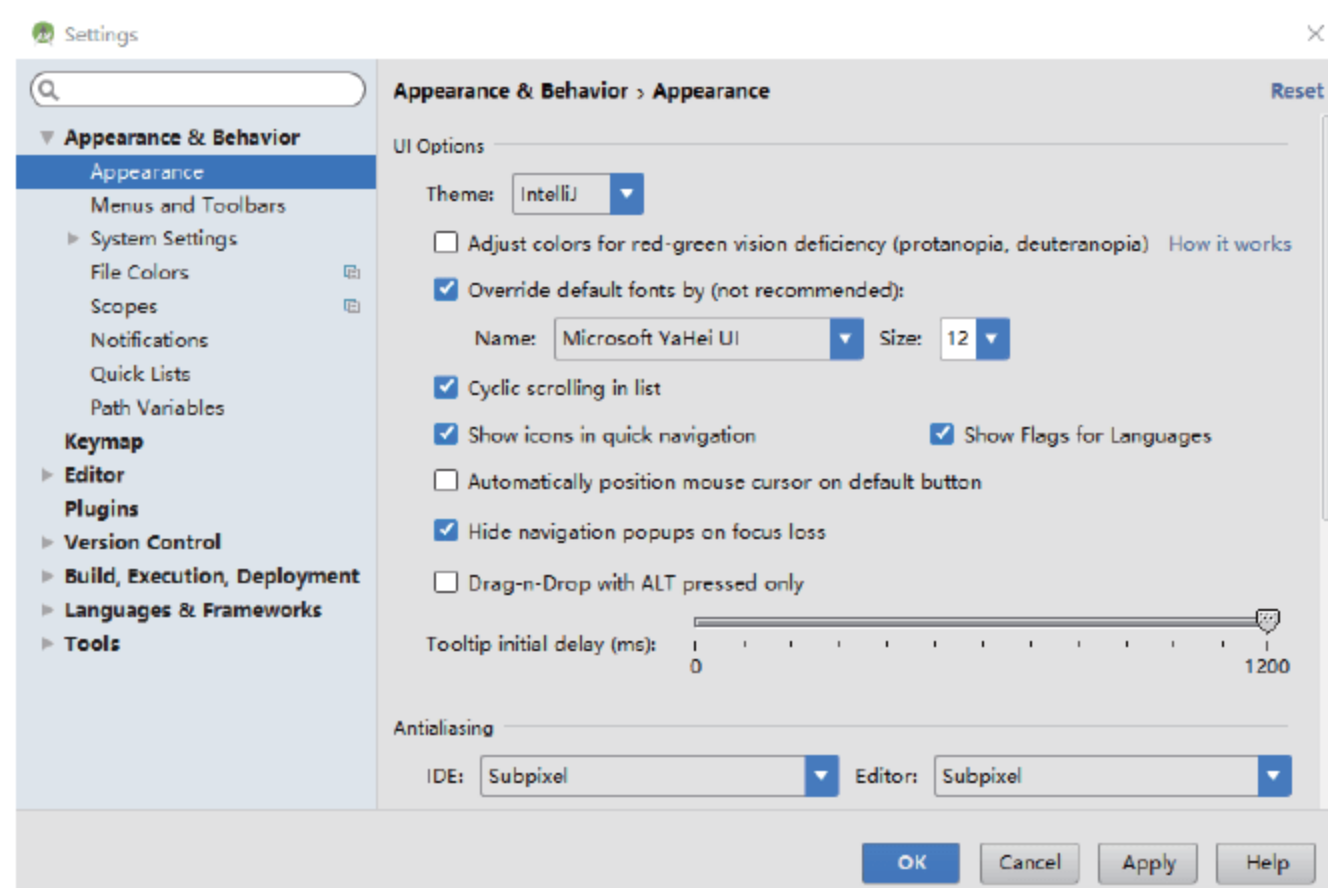 Settings
Appearance & Behavior
Appearance
Menus and Toolbars
System Settings
File Colors
Scopes
Notifications
Quick Lists
Path Variables
Keymap
Editor
Plugins
Version Control
Build, Execution, Deployment
Languages & Frameworks
Tools
Appearance & Behavior › Appearance
Reset
UI Options
Theme: IntelliJ
Adjust colors for red-green vision deficiency (protanopia, deuteranopia) How it works
Override default fonts by (not recommended):
Name: Microsoft YaHei UI Size: 12
Cyclic scrolling in list
Show icons in quick navigation Show Flags for Languages
Automatically position mouse cursor on default button
Hide navigation popups on focus loss
Drag-n-Drop with ALT pressed only
Tooltip initial delay (ms):
0 1200
Antialiasing
IDE: Subpixel Editor: Subpixel
OK Cancel Apply Help